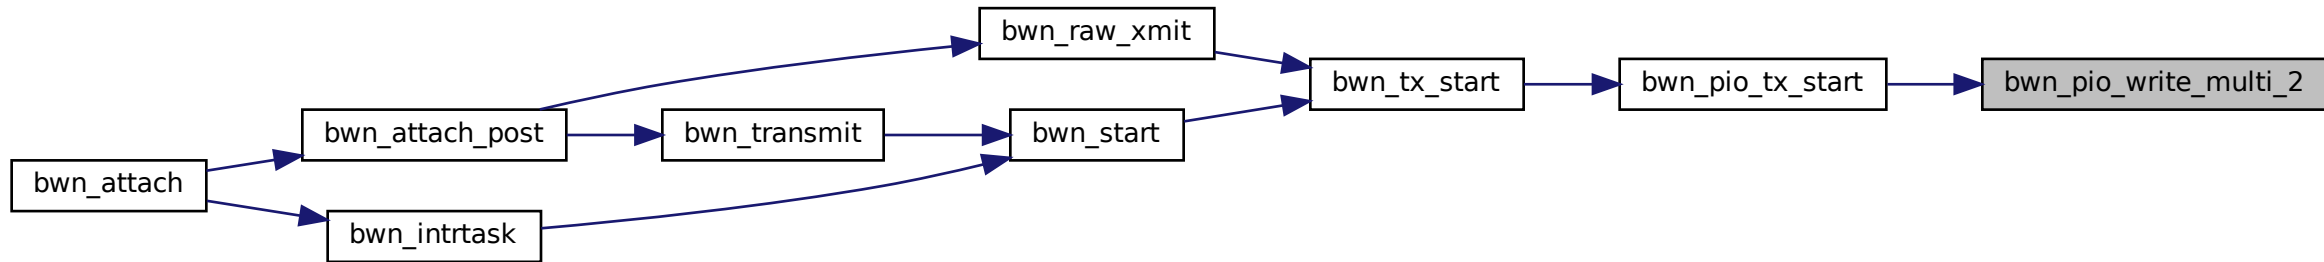 bwn_raw_xmit
bwn_tx_start
bwn_pio_tx_start
bwn_pio_write_multi_2
bwn_attach_post
bwn_transmit
bwn_start
bwn_attach
bwn_intrtask